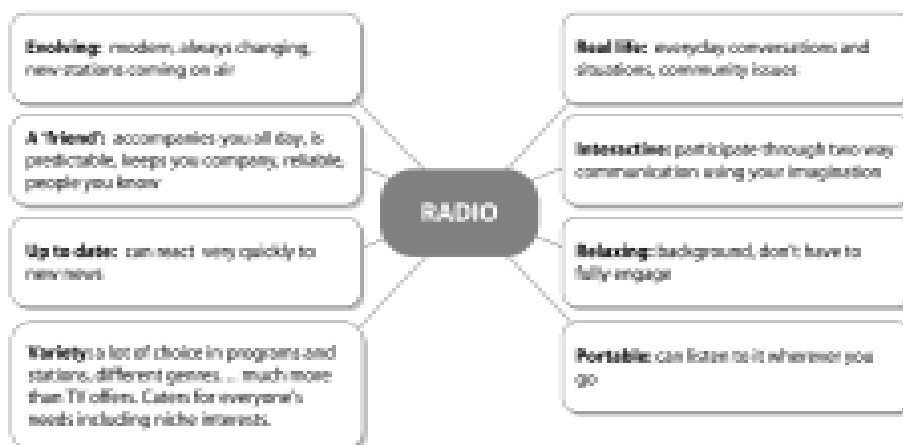 Evolving: modern, always changing,
new stations coming on air
A 'friend': accompanies you all day, is
predictable, keeps you company, reliable,
people you know
Up to date: can react very quickly to
new news
Variety: a lot of choice in programs and
stations, different genres, ... much more
than TV offers. Caters for everyone's
needs including niche interests.
RADIO
Real life: everyday conversations and
situations, community issues
Interactive: participate through two way
communication using your imagination
Relaxing: background, don't have to
fully engage
Portable: can listen to it wherever you
go